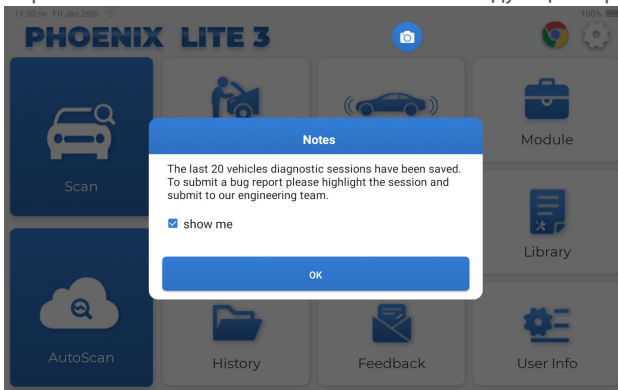 11:30 PM Fri Jan 26th
100%
PHOENIX LITE 3
Scan
Module
Notes
The last 20 vehicles diagnostic sessions have been saved.
To submit a bug report please highlight the session and
submit to our engineering team.
show me
OK
Library
AutoScan
History
Feedback
User Info